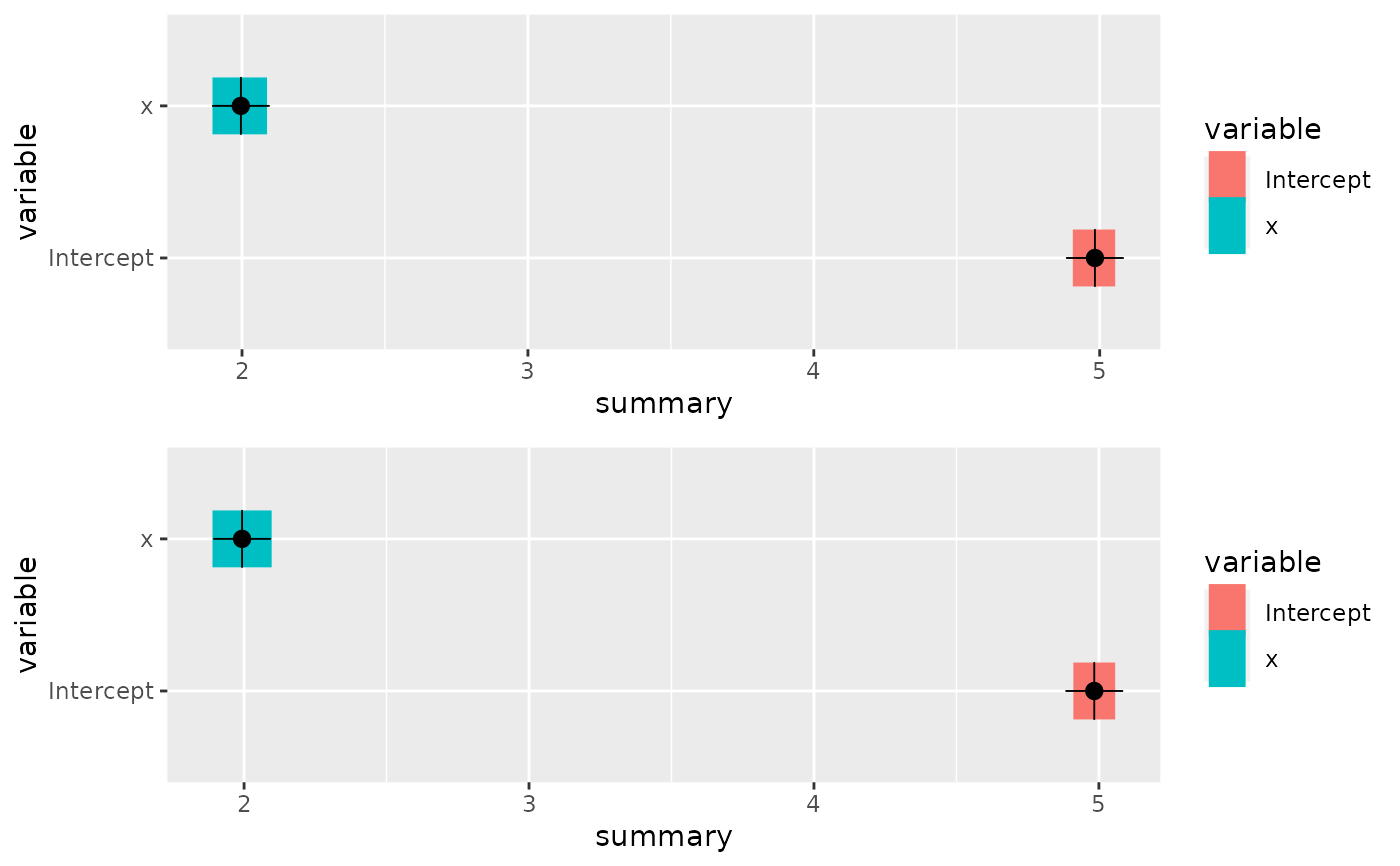 x
Intercept
variable
2 3 4 5
summary
variable
Intercept
x
x
Intercept
variable
2 3 4 5
summary
variable
Intercept
x